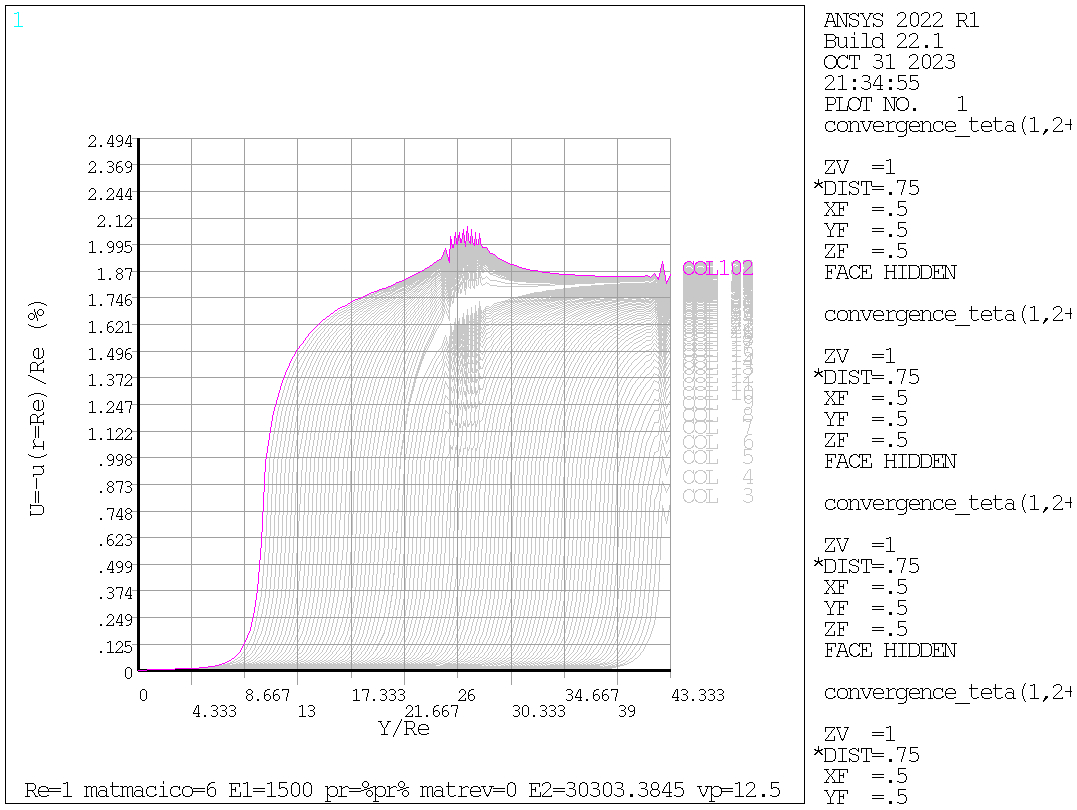 1
ANSYS 2022 R1
Build 22.1
OCT 31 2023
21:34:55
PLOT NO. 1
convergence_teta(1,2+
ZV =1
*DIST=.75
XF =.5
YF =.5
ZF =.5
FACE HIDDEN
convergence_teta(1,2+
ZV =1
*DIST=.75
XF =.5
YF =.5
ZF =.5
FACE HIDDEN
convergence_teta(1,2+
ZV =1
*DIST=.75
XF =.5
YF =.5
ZF =.5
FACE HIDDEN
convergence_teta(1,2+
ZV =1
*DIST=.75
XF =.5
YF =.5
2.494
2.369
2.244
2.12
1.995
1.87
1.746
1.621
1.496
1.372
1.247
1.122
.998
.873
.748
.623
.499
.374
.249
.125
0
U=-u(r=Re)/Re (%)
COL102
COL 7
COL 6
COL 5
COL 4
COL 3
0
4.333
8.667
13
17.333
21.667
26
30.333
34.667
39
43.333
Y/Re
Re=1 matmacico=6 E1=1500 pr=%pr% matrev=0 E2=30303.3845 vp=12.5